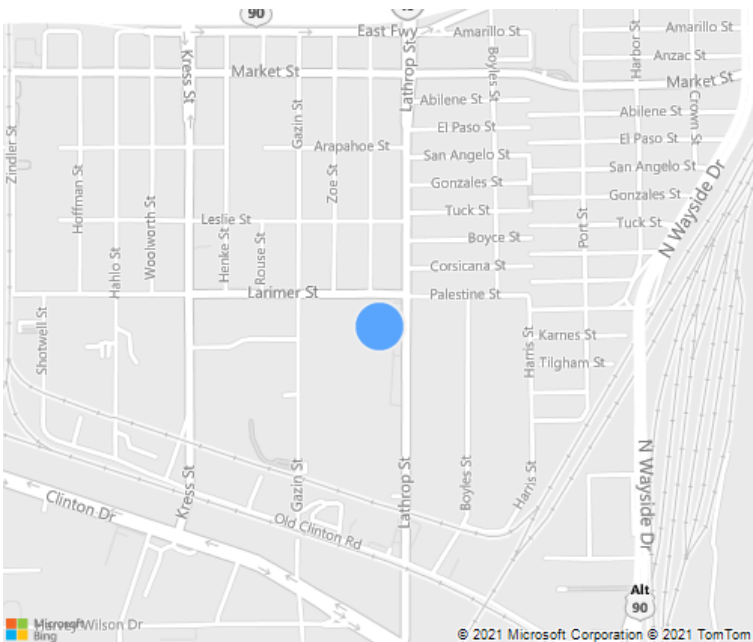 90
East Fwy
Amarillo St
Amarillo St
Anzac St
Market St
Market St
Kress St
Lathrop St
Boyles St
Harbor St
Crown St
Abilene St
Abilene St
El Paso St
El Paso St
Gazin St
Arapahoe St
San Angelo St
San Angelo St
Zindler St
Hoffman St
Woolworth St
Zoe St
Gonzales St
Gonzales St
Tuck St
Tuck St
Leslie St
Port St
N Wayside Dr
Hahlo St
Henke St
Rouse St
Boyce St
Corsicana St
Larimer St
Palestine St
Shotwell St
Harris St
Karnes St
Tilgham St
Kress St
Gazin St
Lathrop St
Boyles St
Harris St
N Wayside Dr
Clinton Dr
Old Clinton Rd
Alt
90
Microsoft
Bing
Harvey Wilson Dr
© 2021 Microsoft Corporation © 2021 TomTom